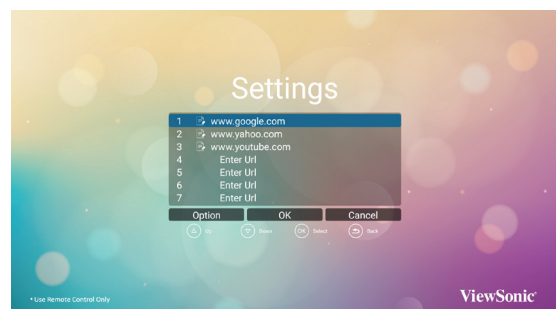 Settings
1 www.google.com
2 www.yahoo.com
3 www.youtube.com
4 Enter Url
5 Enter Url
6 Enter Url
7 Enter Url
Option OK Cancel
Up Down OK Select Back
• Use Remote Control Only
ViewSonic®